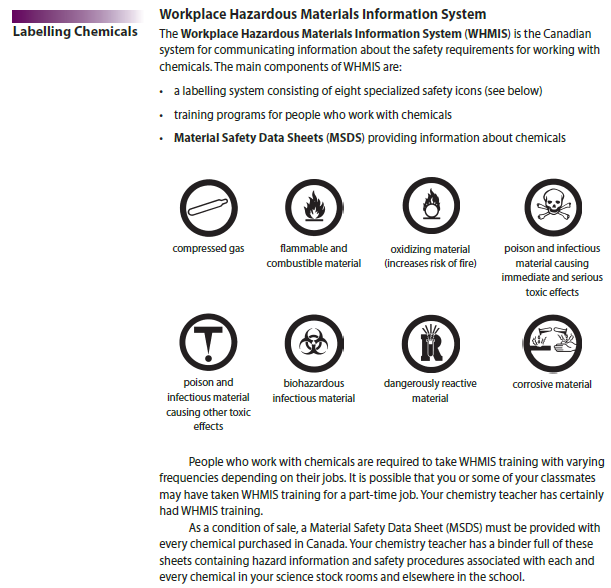 Labelling Chemicals
Workplace Hazardous Materials Information System
The Workplace Hazardous Materials Information System (WHMIS) is the Canadian
system for communicating information about the safety requirements for working with
chemicals. The main components of WHMIS are:
• a labelling system consisting of eight specialized safety icons (see below)
• training programs for people who work with chemicals
• Material Safety Data Sheets (MSDS) providing information about chemicals
compressed gas
flammable and
combustible material
oxidizing material
(increases risk of fire)
poison and infectious
material causing
immediate and serious
toxic effects
poison and
infectious material
causing other toxic
effects
biohazardous
infectious material
R
dangerously reactive
material
corrosive material
People who work with chemicals are required to take WHMIS training with varying
frequencies depending on their jobs. It is possible that you or some of your classmates
may have taken WHMIS training for a part-time job. Your chemistry teacher has certainly
had WHMIS training.
As a condition of sale, a Material Safety Data Sheet (MSDS) must be provided with
every chemical purchased in Canada. Your chemistry teacher has a binder full of these
sheets containing hazard information and safety procedures associated with each and
every chemical in your science stock rooms and elsewhere in the school.